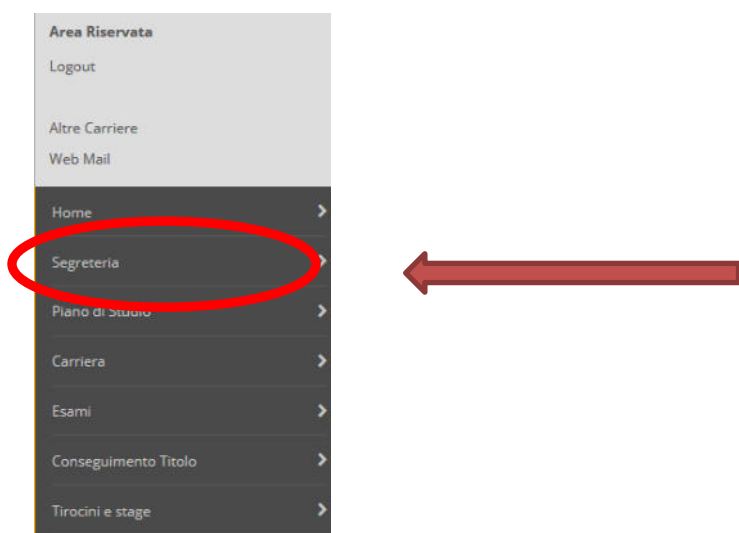 Area Riservata
Logout
Altre Carriere
Web Mail
Home
Segreteria
Piano di Studio
Carriera
Esami
Conseguimento Titolo
Tirocini e stage